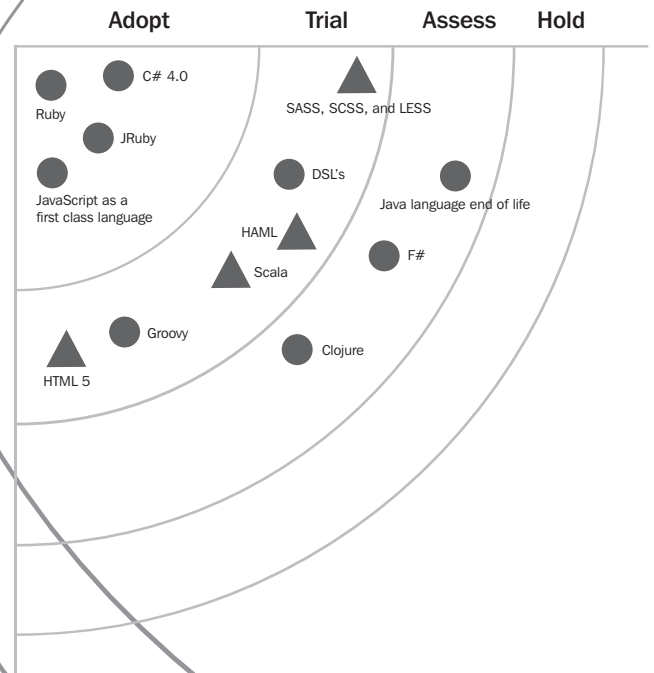 Adopt Trial Assess Hold
C# 4.0
Ruby
SASS, SCSS, and LESS
JRuby
DSL's
JavaScript as a
first class language
Java language end of life
HAML
F#
Scala
Groovy
Clojure
HTML 5